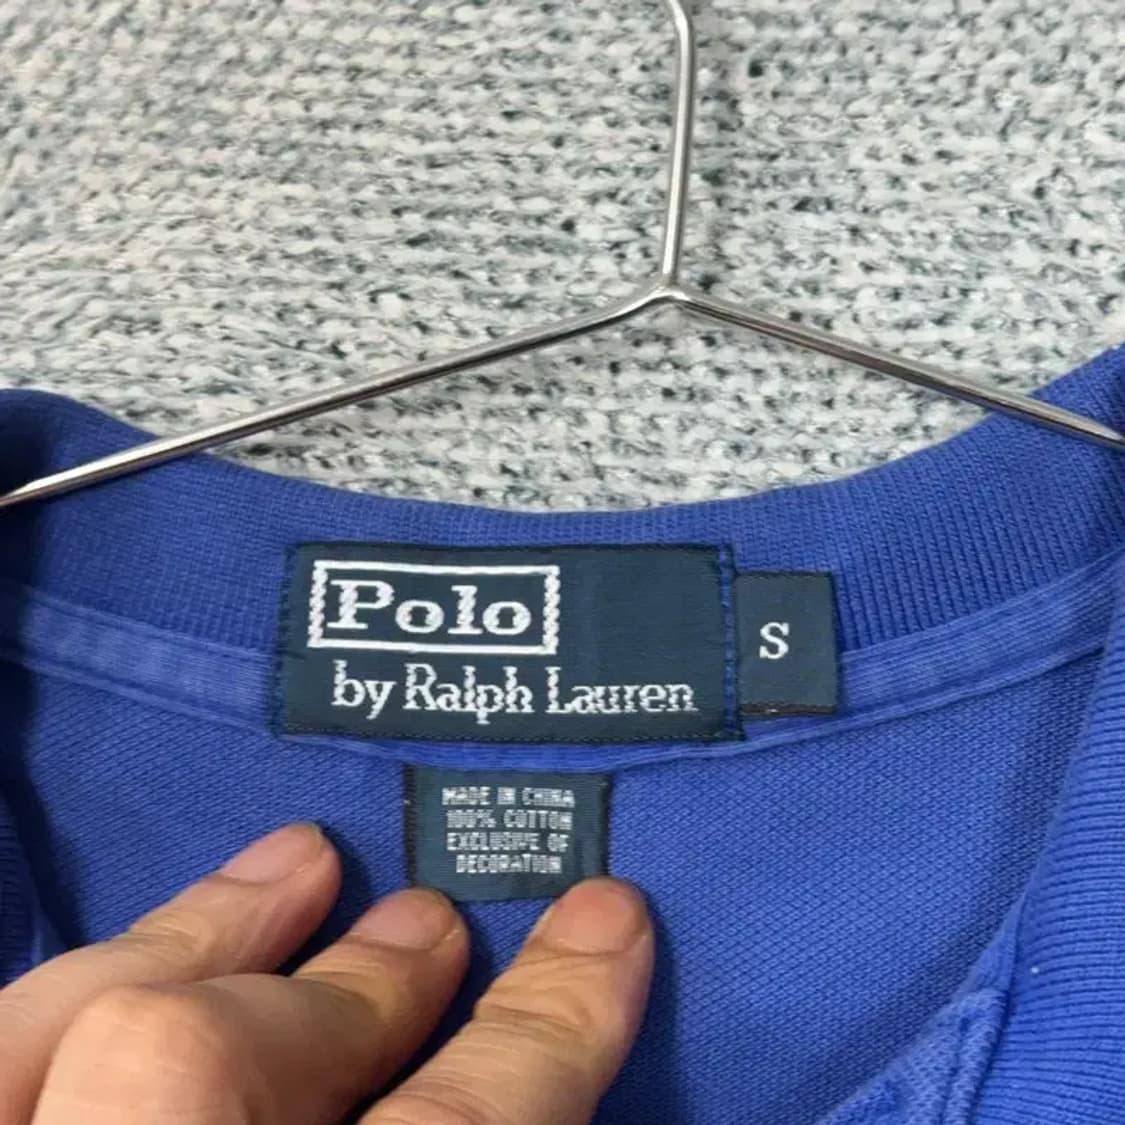 Polo
by Ralph Lauren
S
MADE IN CHINA
100% COTTON
EXCLUSIVE OF
DECORATION